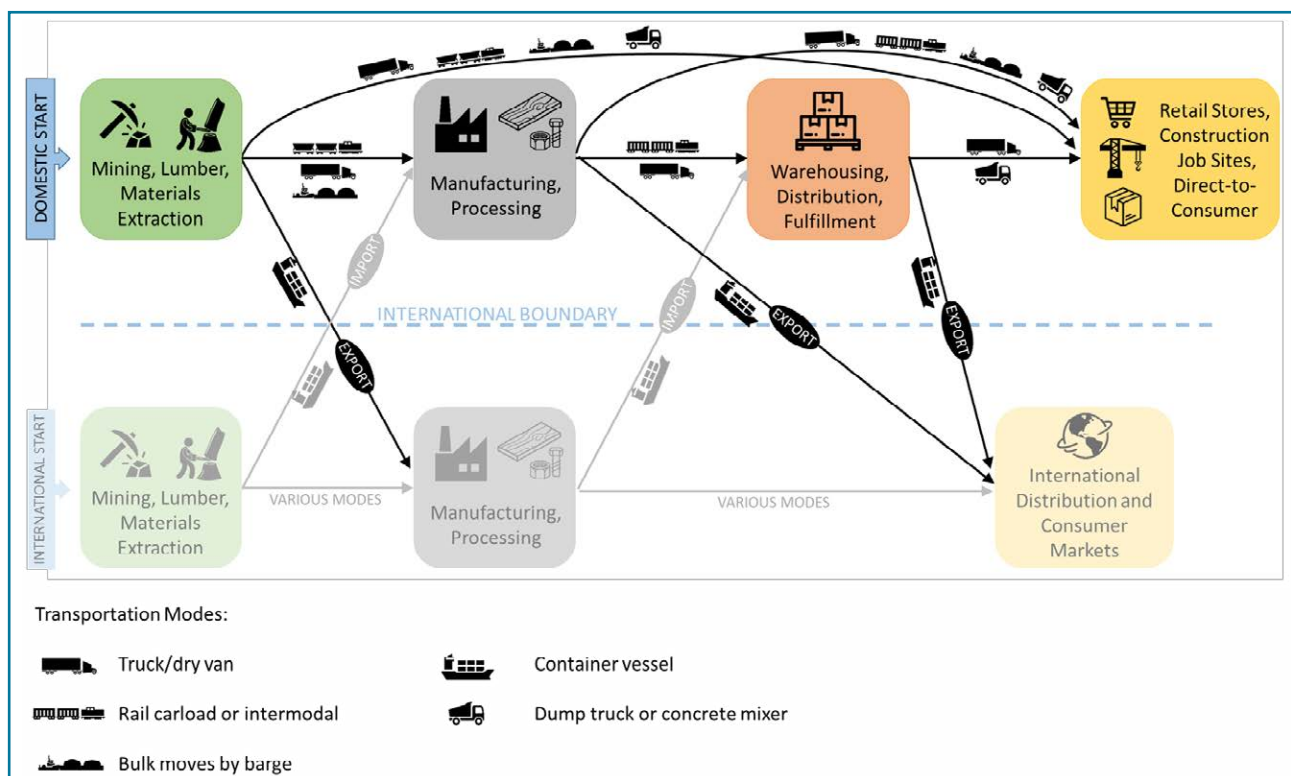 DOMESTIC START
Mining, Lumber,
Materials
Extraction
Manufacturing,
Processing
Warehousing,
Distribution,
Fulfillment
Retail Stores,
Construction
Job Sites,
Direct-to-
Consumer
IMPORT
IMPORT
INTERNATIONAL BOUNDARY
EXPORT
EXPORT
EXPORT
INTERNATIONAL START
Mining, Lumber,
Materials
Extraction
VARIOUS MODES
Manufacturing,
Processing
VARIOUS MODES
International
Distribution and
Consumer
Markets
Transportation Modes:
Truck/dry van
Container vessel
Rail carload or intermodal
Dump truck or concrete mixer
Bulk moves by barge